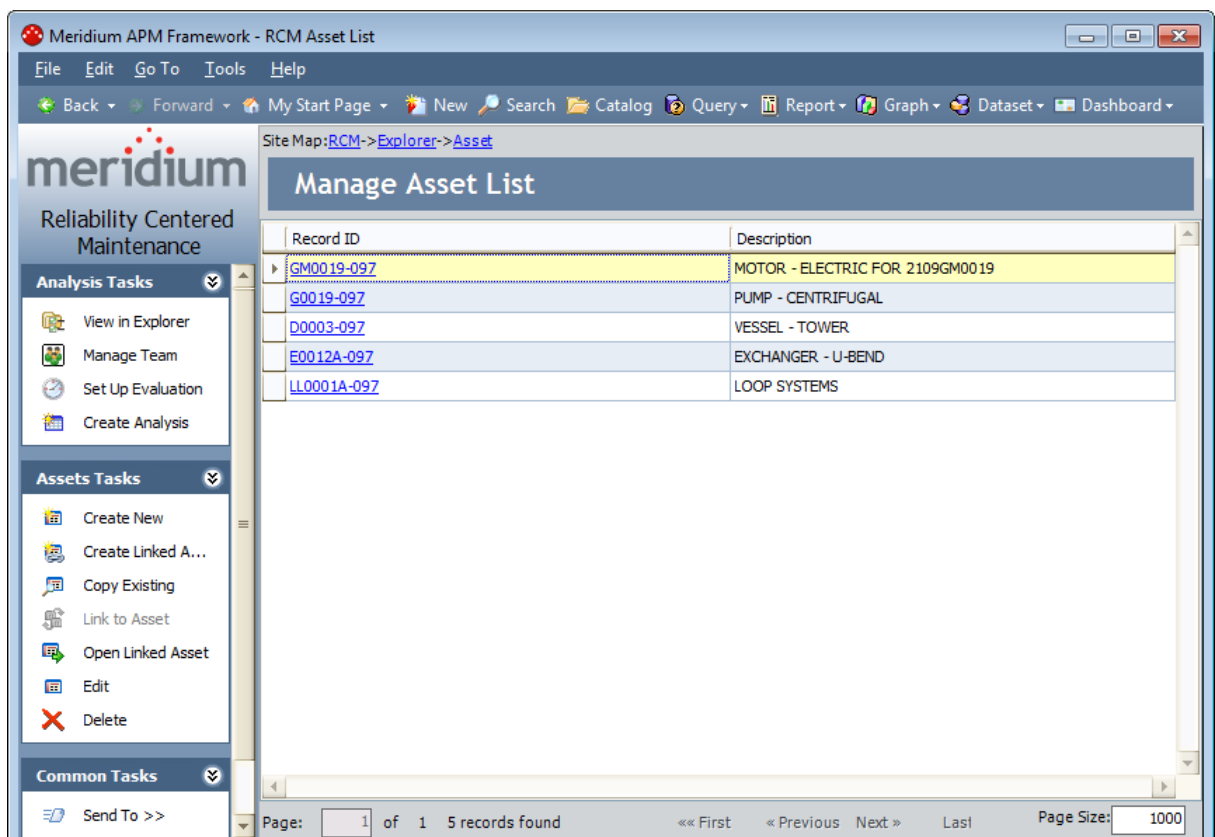 Meridium APM Framework - RCM Asset List
File Edit Go To Tools Help
Back Forward My Start Page New Search Catalog Query Report Graph Dataset Dashboard
meridium
Reliability Centered
Maintenance
Analysis Tasks
View in Explorer
Manage Team
Set Up Evaluation
Create Analysis
Assets Tasks
Create New
Create Linked A...
Copy Existing
Link to Asset
Open Linked Asset
Edit
Delete
Common Tasks
Send To >>
Site Map:RCM->Explorer->Asset
Manage Asset List
Record ID Description
GM0019-097 MOTOR - ELECTRIC FOR 2109GM0019
G0019-097 PUMP - CENTRIFUGAL
D0003-097 VESSEL - TOWER
E0012A-097 EXCHANGER - U-BEND
LL0001A-097 LOOP SYSTEMS
Page: 1 of 1 5 records found «« First « Previous Next » Last Page Size: 1000